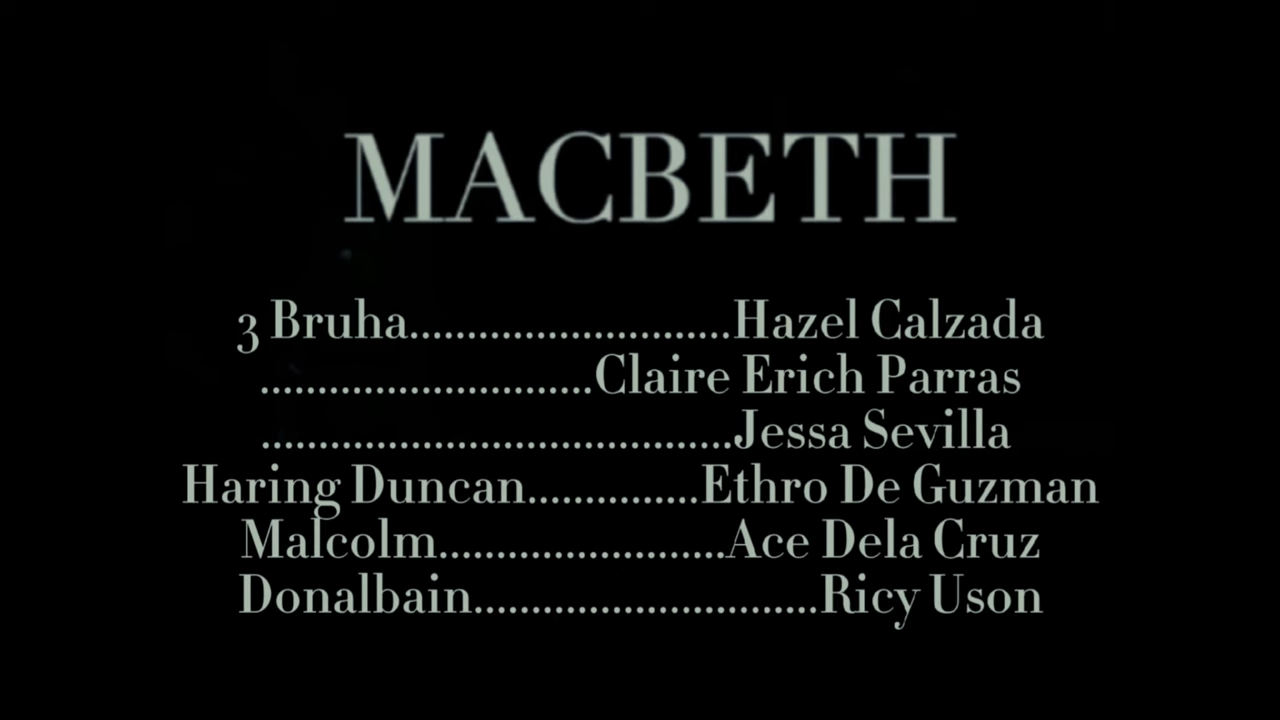 MACBETH
3 Bruha............................Hazel Calzada
.............................Claire Erich Parras
.........................................Jessa Sevilla
Haring Duncan...............Ethro De Guzman
Malcolm.........................Ace Dela Cruz
Donalbain..............................Ricy Uson